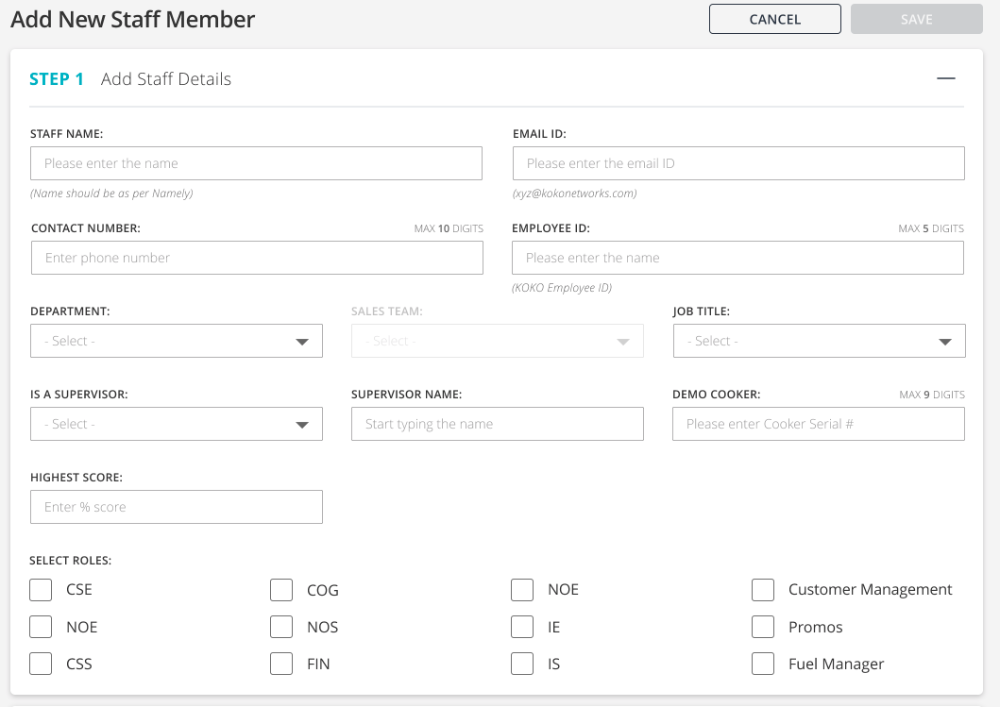 Add New Staff Member CANCEL SAVE
STEP 1 Add Staff Details
STAFF NAME: EMAIL ID:
Please enter the name Please enter the email ID
(Name should be as per Namely) (xyz@kokonetworks.com)
CONTACT NUMBER: MAX 10 DIGITS EMPLOYEE ID: MAX 5 DIGITS
Enter phone number Please enter the name
(KOKO Employee ID)
DEPARTMENT: SALES TEAM: JOB TITLE:
- Select - - Select - - Select -
IS A SUPERVISOR: SUPERVISOR NAME: DEMO COOKER: MAX 9 DIGITS
- Select - Start typing the name Please enter Cooker Serial #
HIGHEST SCORE:
Enter % score
SELECT ROLES:
CSE COG NOE Customer Management
NOE NOS IE Promos
CSS FIN IS Fuel Manager